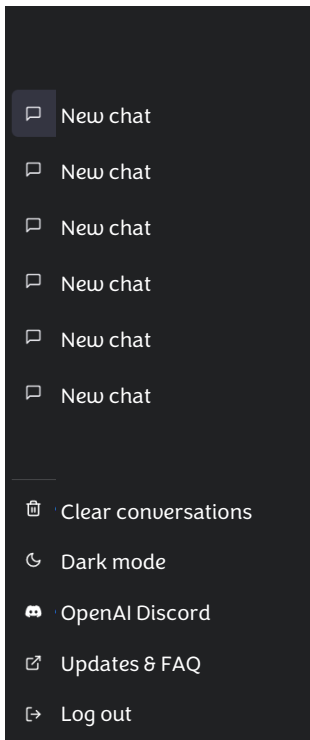 New chat
New chat
New chat
New chat
New chat
New chat
Clear conversations
Dark mode
OpenAI Discord
Updates & FAQ
Log out